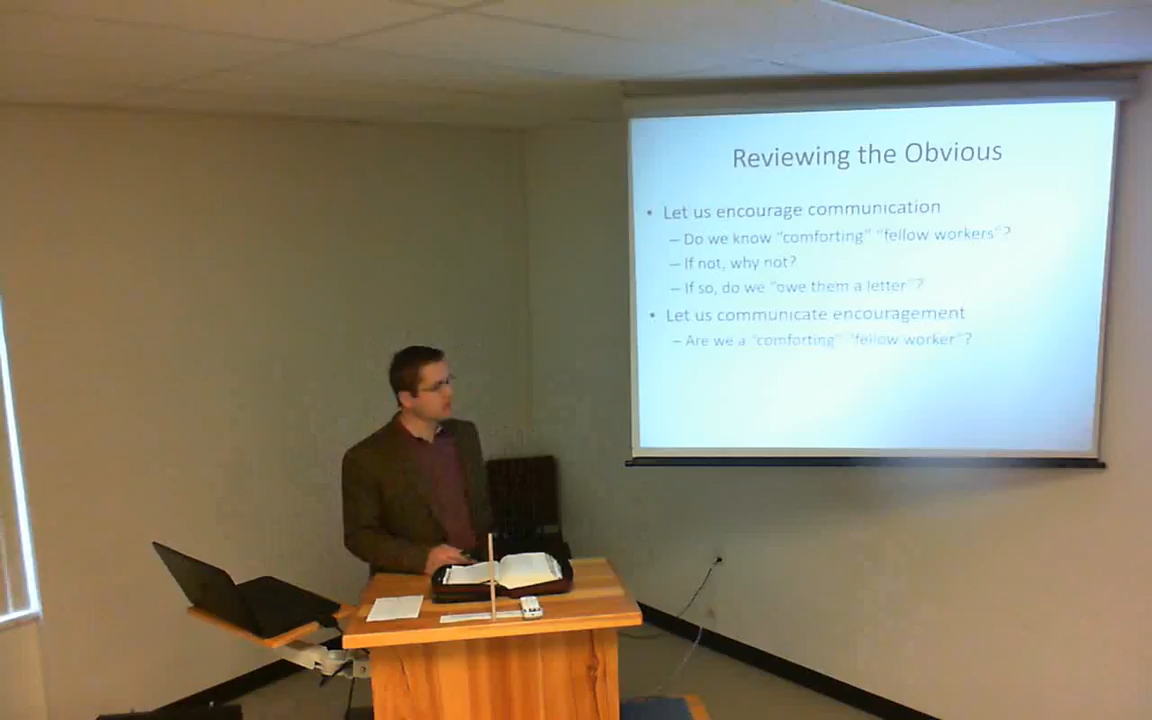 Reviewing the Obvious
• Let us encourage communication
– Do we know “comforting” “fellow workers”?
– If not, why not?
– If so, do we “owe them a letter”?
• Let us communicate encouragement
– Are we a “comforting” “fellow worker”?